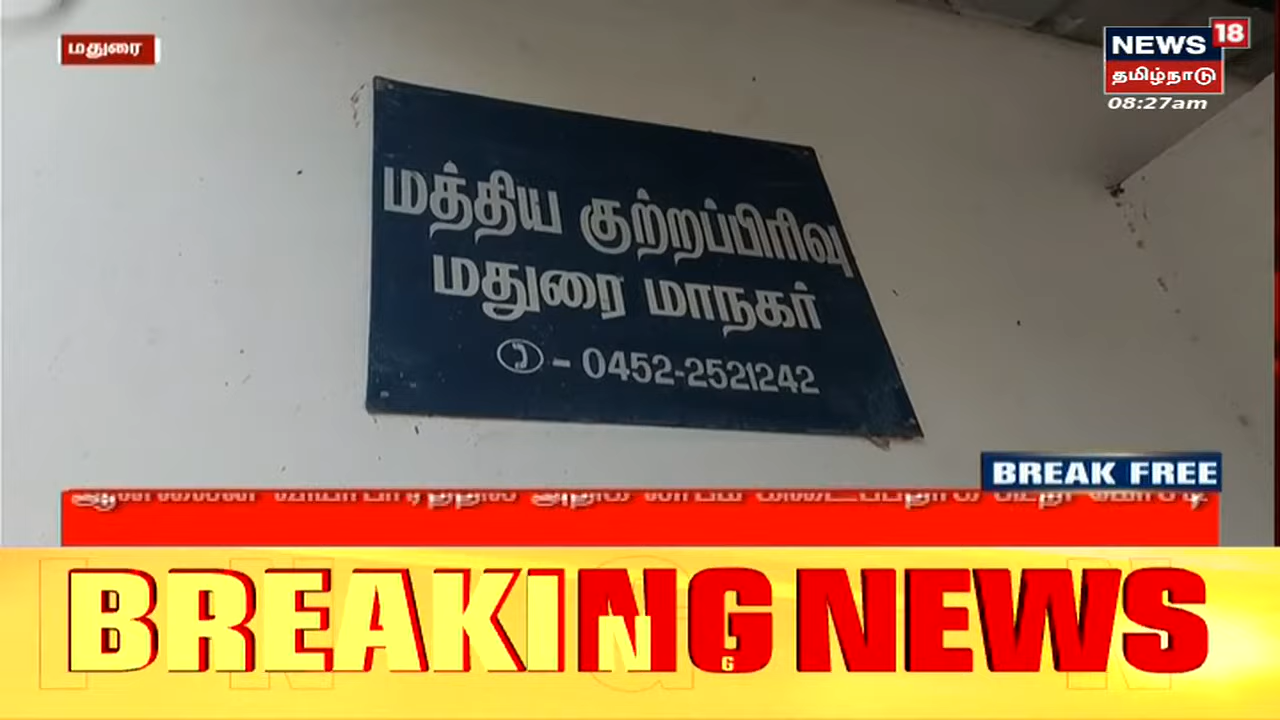 மதுரை
NEWS 18
தமிழ்நாடு
08:27am
மத்திய குற்றப்பிரிவு
மதுரை மாநகர்
- 0452-2521242
BREAK FREE
BREAKING NEWS